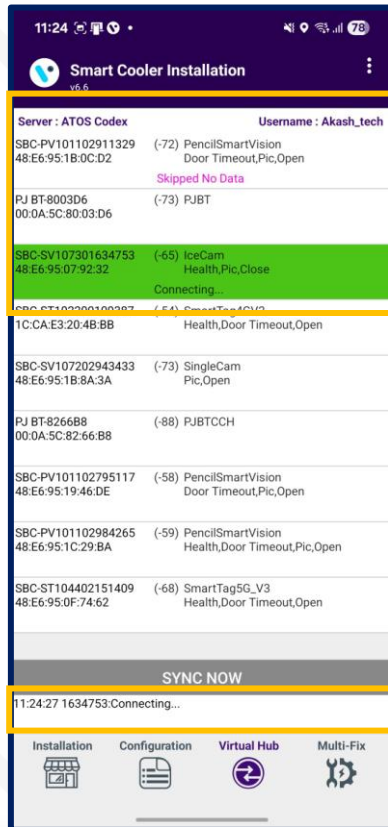 11:24
78
Smart Cooler Installation
v6.6
Server : ATOS Codex Username : Akash_tech
SBC-PV101102911329 (-72) PencilSmartVision
48:E6:95:1B:0C:D2 Door Timeout,Pic,Open
Skipped No Data
PJ BT-8003D6 (-73) PJBT
00:0A:5C:80:03:D6
SBC-SV107301634753 (-65) IceCam
48:E6:95:07:92:32 Health,Pic,Close
Connecting...
SBC-ST103200100387 (-54) SmartTag4GV2
1C:CA:E3:20:4B:BB Health,Door Timeout,Open
SBC-SV107202943433 (-73) SingleCam
48:E6:95:1B:8A:3A Pic,Open
PJ BT-8266B8 (-88) PJBTCCH
00:0A:5C:82:66:B8
SBC-PV101102795117 (-58) PencilSmartVision
48:E6:95:19:46:DE Door Timeout,Pic,Open
SBC-PV101102984265 (-59) PencilSmartVision
48:E6:95:1C:29:BA Health,Door Timeout,Pic,Open
SBC-ST104402151409 (-68) SmartTag5G_V3
48:E6:95:0F:74:62 Health,Door Timeout,Open
SYNC NOW
11:24:27 1634753:Connecting...
Installation Configuration Virtual Hub Multi-Fix